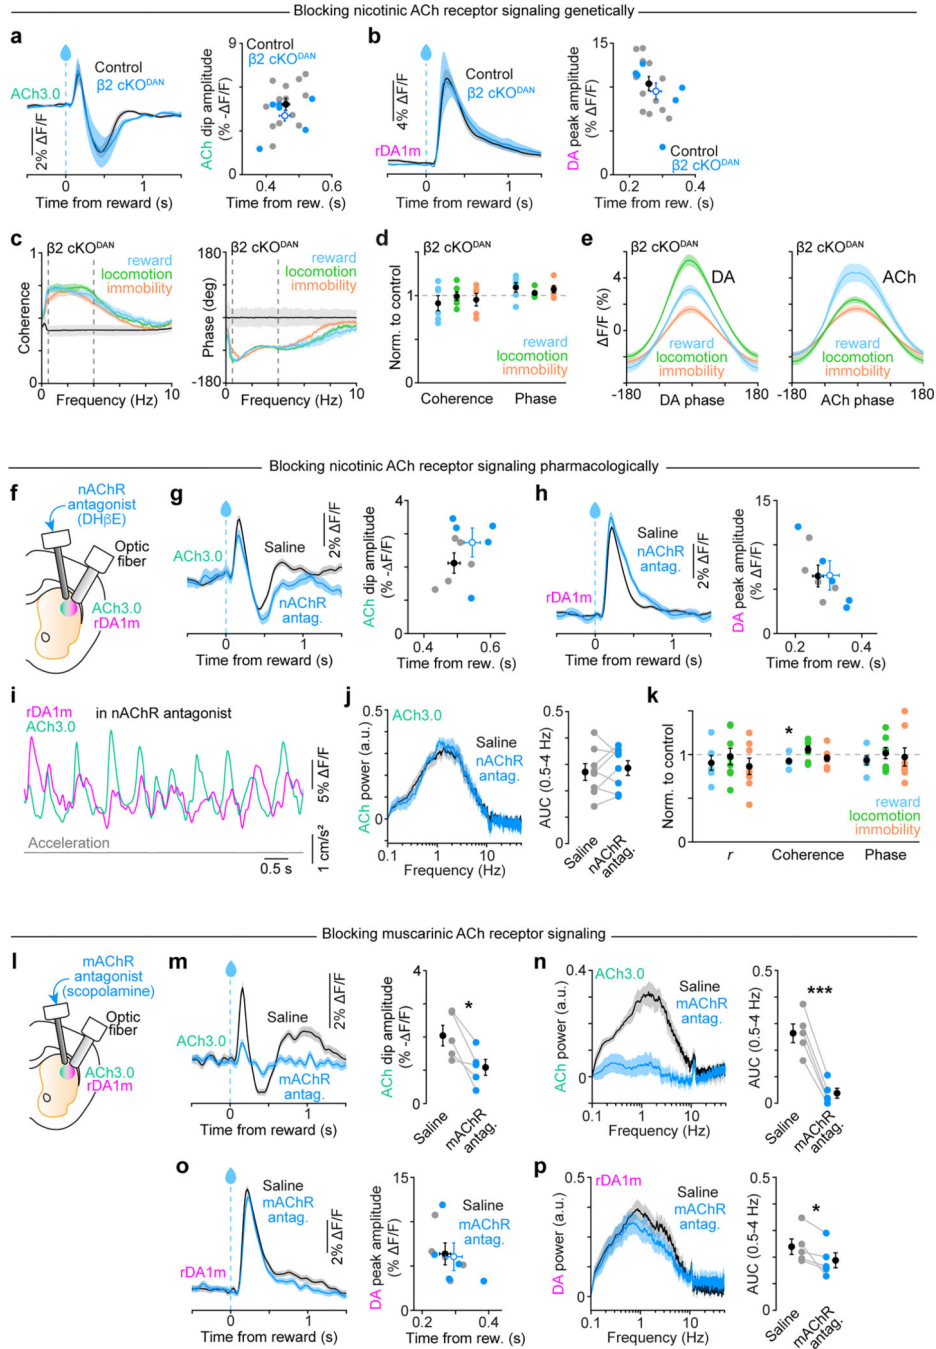 Blocking nicotinic ACh receptor signaling genetically
a
ACh3.0
Control
β2 cKO^DAN
2% ΔF/F
0
1
Time from reward (s)
9
0
ACh dip amplitude
(% -ΔF/F)
Control
β2 cKO^DAN
0.4
0.6
Time from rew. (s)
b
4% ΔF/F
Control
β2 cKO^DAN
rDA1m
0
1
Time from reward (s)
15
0
DA peak amplitude
(% ΔF/F)
Control
β2 cKO^DAN
0.2
0.4
0.6
Time from rew. (s)
c
β2 cKO^DAN
reward
locomotion
immobility
1
0
Coherence
0
10
Frequency (Hz)
180
-180
Phase (deg)
β2 cKO^DAN
reward
locomotion
immobility
0
10
Frequency (Hz)
d
β2 cKO^DAN
1
0
Norm. to control
reward
locomotion
immobility
Coherence
Phase
e
β2 cKO^DAN
DA
4
0
ΔF/F (%)
reward
locomotion
immobility
-180
180
DA phase
β2 cKO^DAN
ACh
reward
locomotion
immobility
-180
180
ACh phase
Blocking nicotinic ACh receptor signaling pharmacologically
f
nAChR
antagonist
(DHβE)
Optic
fiber
ACh3.0
rDA1m
g
ACh3.0
2% ΔF/F
Saline
nAChR
antag.
0
1
Time from reward (s)
4
2
0
ACh dip amplitude
(% -ΔF/F)
0.4
0.6
Time from rew. (s)
h
Saline
nAChR
antag.
2% ΔF/F
rDA1m
0
1
Time from reward (s)
15
0
DA peak amplitude
(% ΔF/F)
0.2
0.4
Time from rew. (s)
i
rDA1m
ACh3.0
in nAChR antagonist
5% ΔF/F
Acceleration
0.5 s
1 cm/s²
j
ACh3.0
Saline
nAChR
antag.
0.5
0
ACh power (a.u.)
0.1
1
10
Frequency (Hz)
0.5
0
AUC (0.5-4 Hz)
Saline
nAChR
antag.
k
*
1
0
Norm. to control
reward
locomotion
immobility
r
Coherence
Phase
Blocking muscarinic ACh receptor signaling
l
mAChR
antagonist
(scopolamine)
Optic
fiber
ACh3.0
rDA1m
m
2% ΔF/F
Saline
ACh3.0
mAChR
antag.
0
1
Time from reward (s)
4
2
0
ACh dip amplitude
(% -ΔF/F)
*
Saline
mAChR
antag.
n
ACh3.0
Saline
mAChR
antag.
0.4
0
ACh power (a.u.)
0.1
1
10
Frequency (Hz)
0.5
0
AUC (0.5-4 Hz)
***
Saline
mAChR
antag.
o
Saline
mAChR
antag.
2% ΔF/F
rDA1m
0
1
Time from reward (s)
15
0
DA peak amplitude
(% ΔF/F)
Saline
mAChR
antag.
0.2
0.4
Time from rew. (s)
p
rDA1m
Saline
mAChR
antag.
0.5
0
DA power (a.u.)
0.1
1
10
Frequency (Hz)
0.5
0
AUC (0.5-4 Hz)
*
Saline
mAChR
antag.